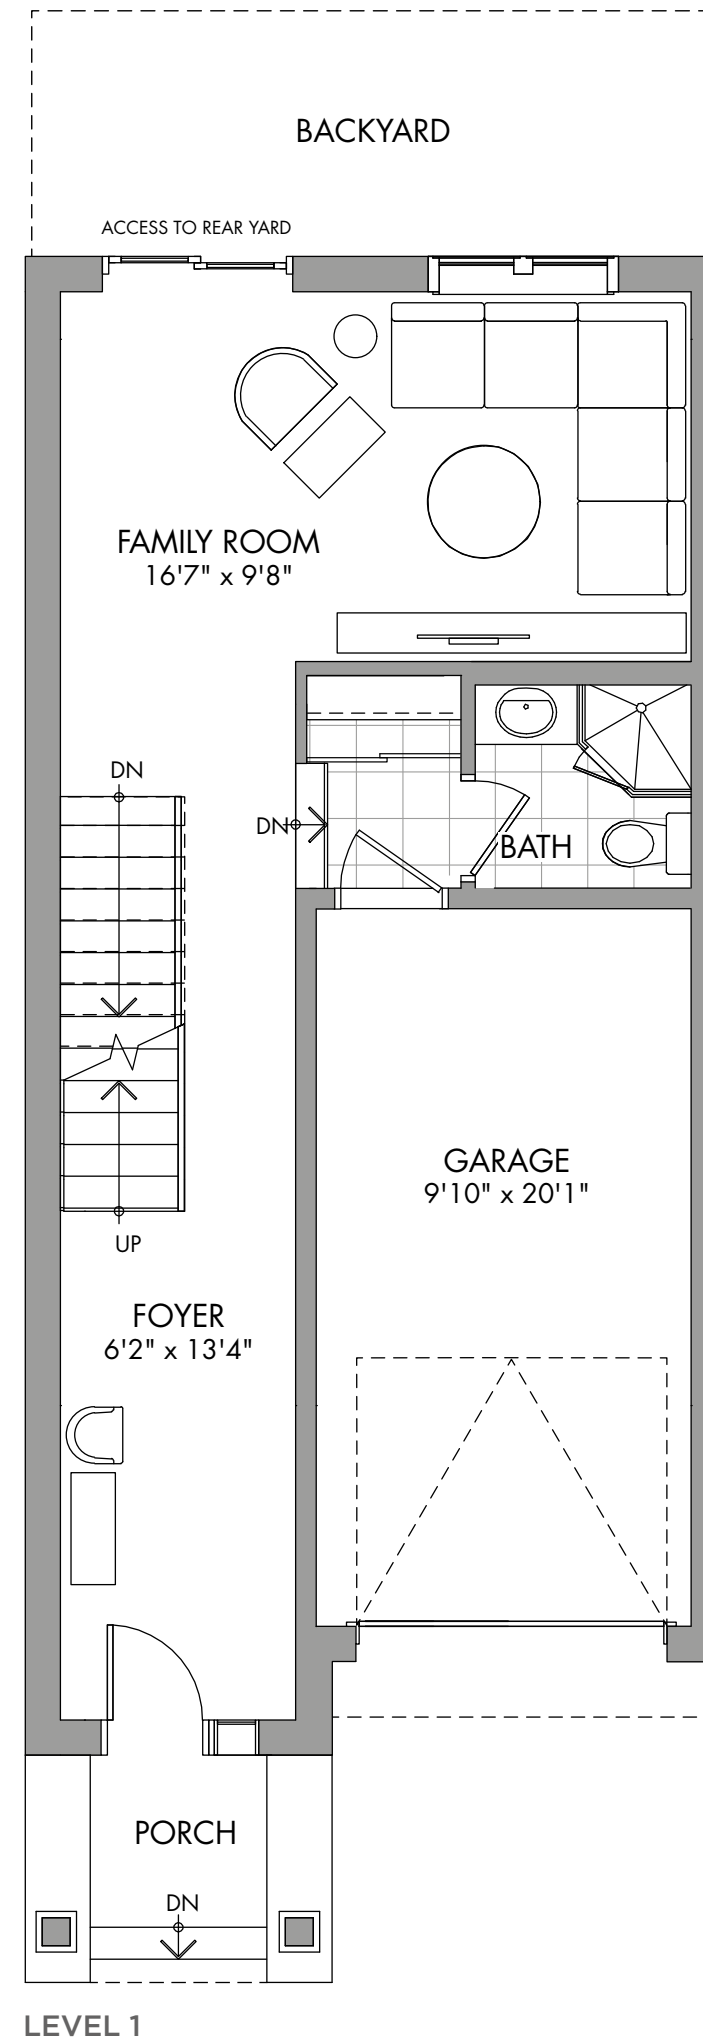 BACKYARD
ACCESS TO REAR YARD
FAMILY ROOM
16'7" x 9'8"
DN
DN
BATH
GARAGE
9'10" x 20'1"
UP
FOYER
6'2" x 13'4"
PORCH
DN
LEVEL 1